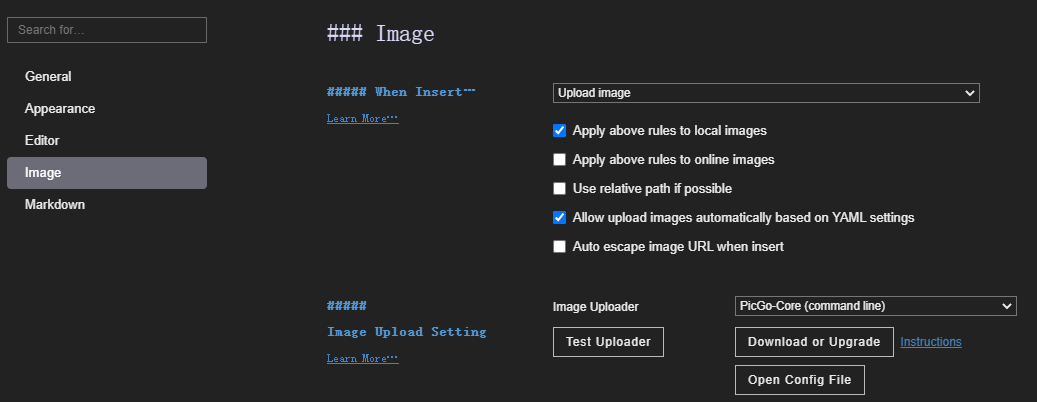 Search for...
General
Appearance
Editor
Image
Markdown
### Image
##### When Insert…
Learn More…
Upload image
Apply above rules to local images
Apply above rules to online images
Use relative path if possible
Allow upload images automatically based on YAML settings
Auto escape image URL when insert
#####
Image Upload Setting
Learn More…
Image Uploader
PicGo-Core (command line)
Test Uploader
Download or Upgrade
Instructions
Open Config File